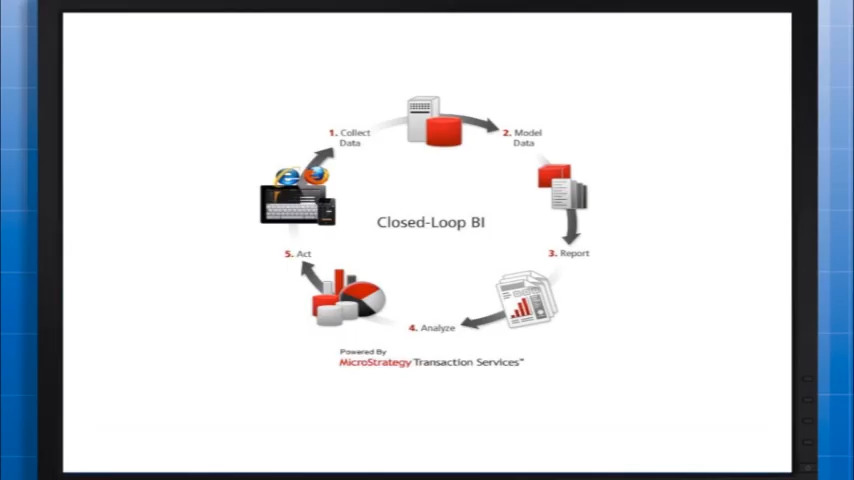 1. Collect
Data
2. Model
Data
Closed-Loop BI
5. Act
3. Report
4. Analyze
Powered By
MicroStrategy Transaction Services™